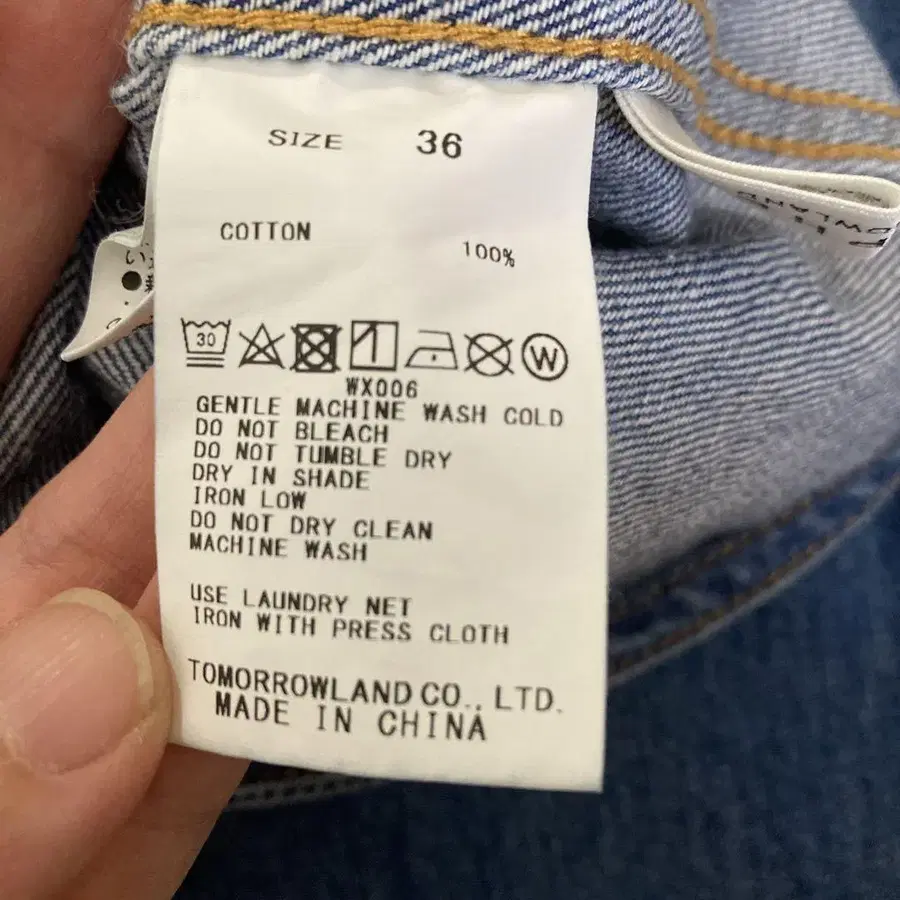 SIZE 36
COTTON 100%
30
W
WX006
GENTLE MACHINE WASH COLD
DO NOT BLEACH
DO NOT TUMBLE DRY
DRY IN SHADE
IRON LOW
DO NOT DRY CLEAN
MACHINE WASH
USE LAUNDRY NET
IRON WITH PRESS CLOTH
TOMORROWLAND CO., LTD.
MADE IN CHINA